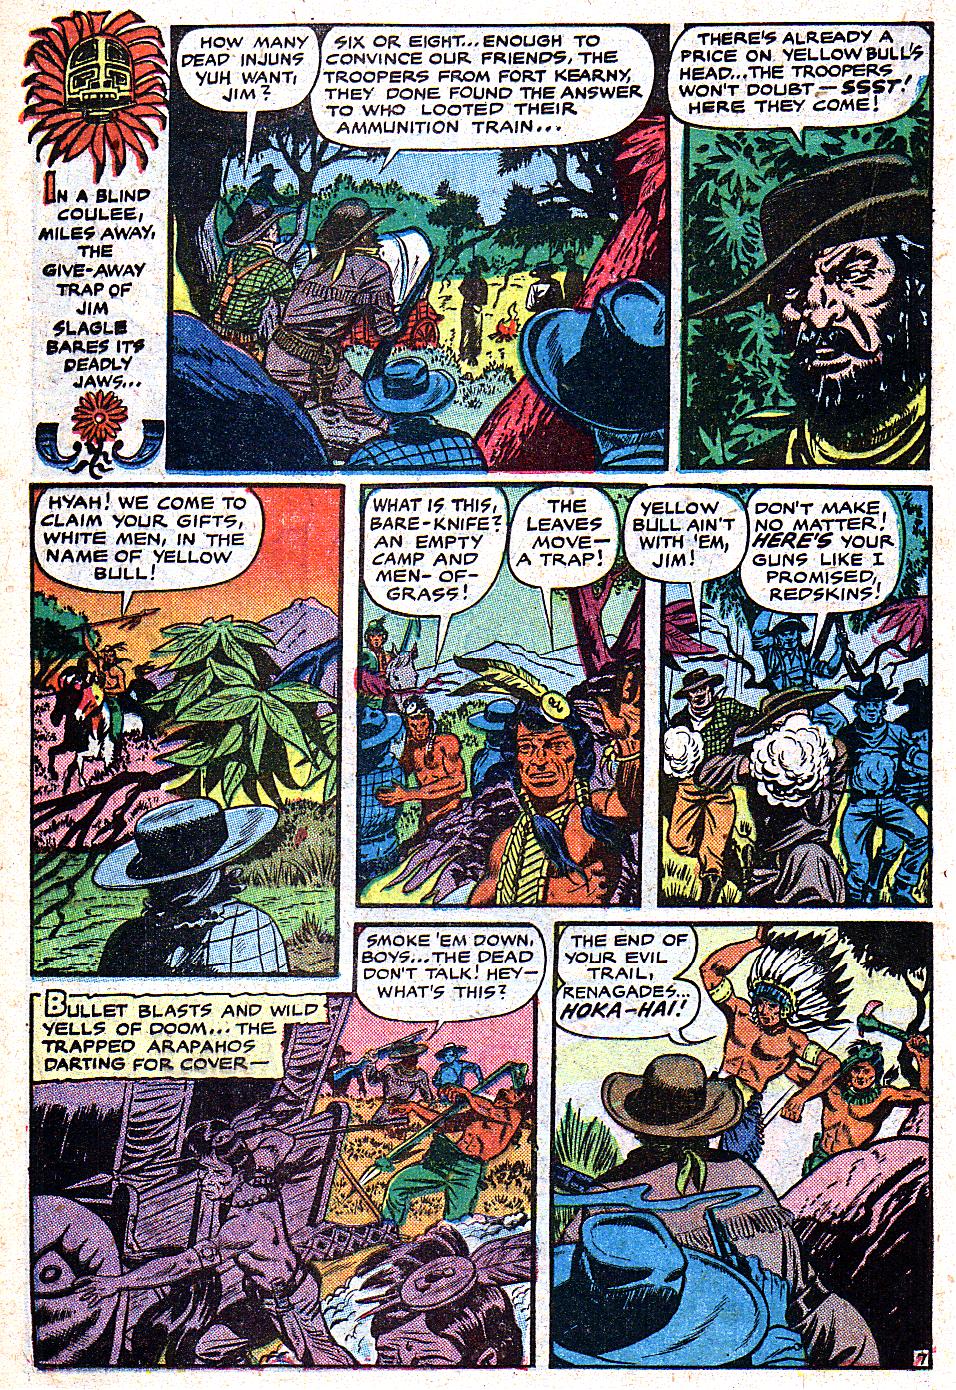 IN A BLIND
COULEE,
MILES AWAY,
THE
GIVE-AWAY
TRAP OF
JIM
SLAGLE
BARES ITS
DEADLY
JAWS...
HOW MANY
DEAD INJUNS
YUH WANT,
JIM?
SIX OR EIGHT... ENOUGH TO
CONVINCE OUR FRIENDS, THE
TROOPERS FROM FORT KEARNY,
THEY DONE FOUND THE ANSWER
TO WHO LOOTED THEIR
AMMUNITION TRAIN...
THERE'S ALREADY A
PRICE ON YELLOW BULL'S
HEAD...THE TROOPERS
WON'T DOUBT—SSST!
HERE THEY COME!
HYAH! WE COME TO
CLAIM YOUR GIFTS,
WHITE MEN, IN THE
NAME OF YELLOW
BULL!
WHAT IS THIS,
BARE-KNIFE?
AN EMPTY
CAMP AND
MEN-OF-
GRASS!
THE
LEAVES
MOVE—
A TRAP!
YELLOW
BULL AIN'T
WITH 'EM,
JIM!
DON'T MAKE
NO MATTER!
HERE'S YOUR
GUNS LIKE I
PROMISED,
REDSKINS!
BULLET BLASTS AND WILD
YELLS OF DOOM... THE
TRAPPED ARAPAHOS
DARTING FOR COVER—
SMOKE 'EM DOWN,
BOYS...THE DEAD
DON'T TALK! HEY—
WHAT'S THIS?
THE END OF
YOUR EVIL
TRAIL,
RENAGADES...
HOKA-HAI!
7